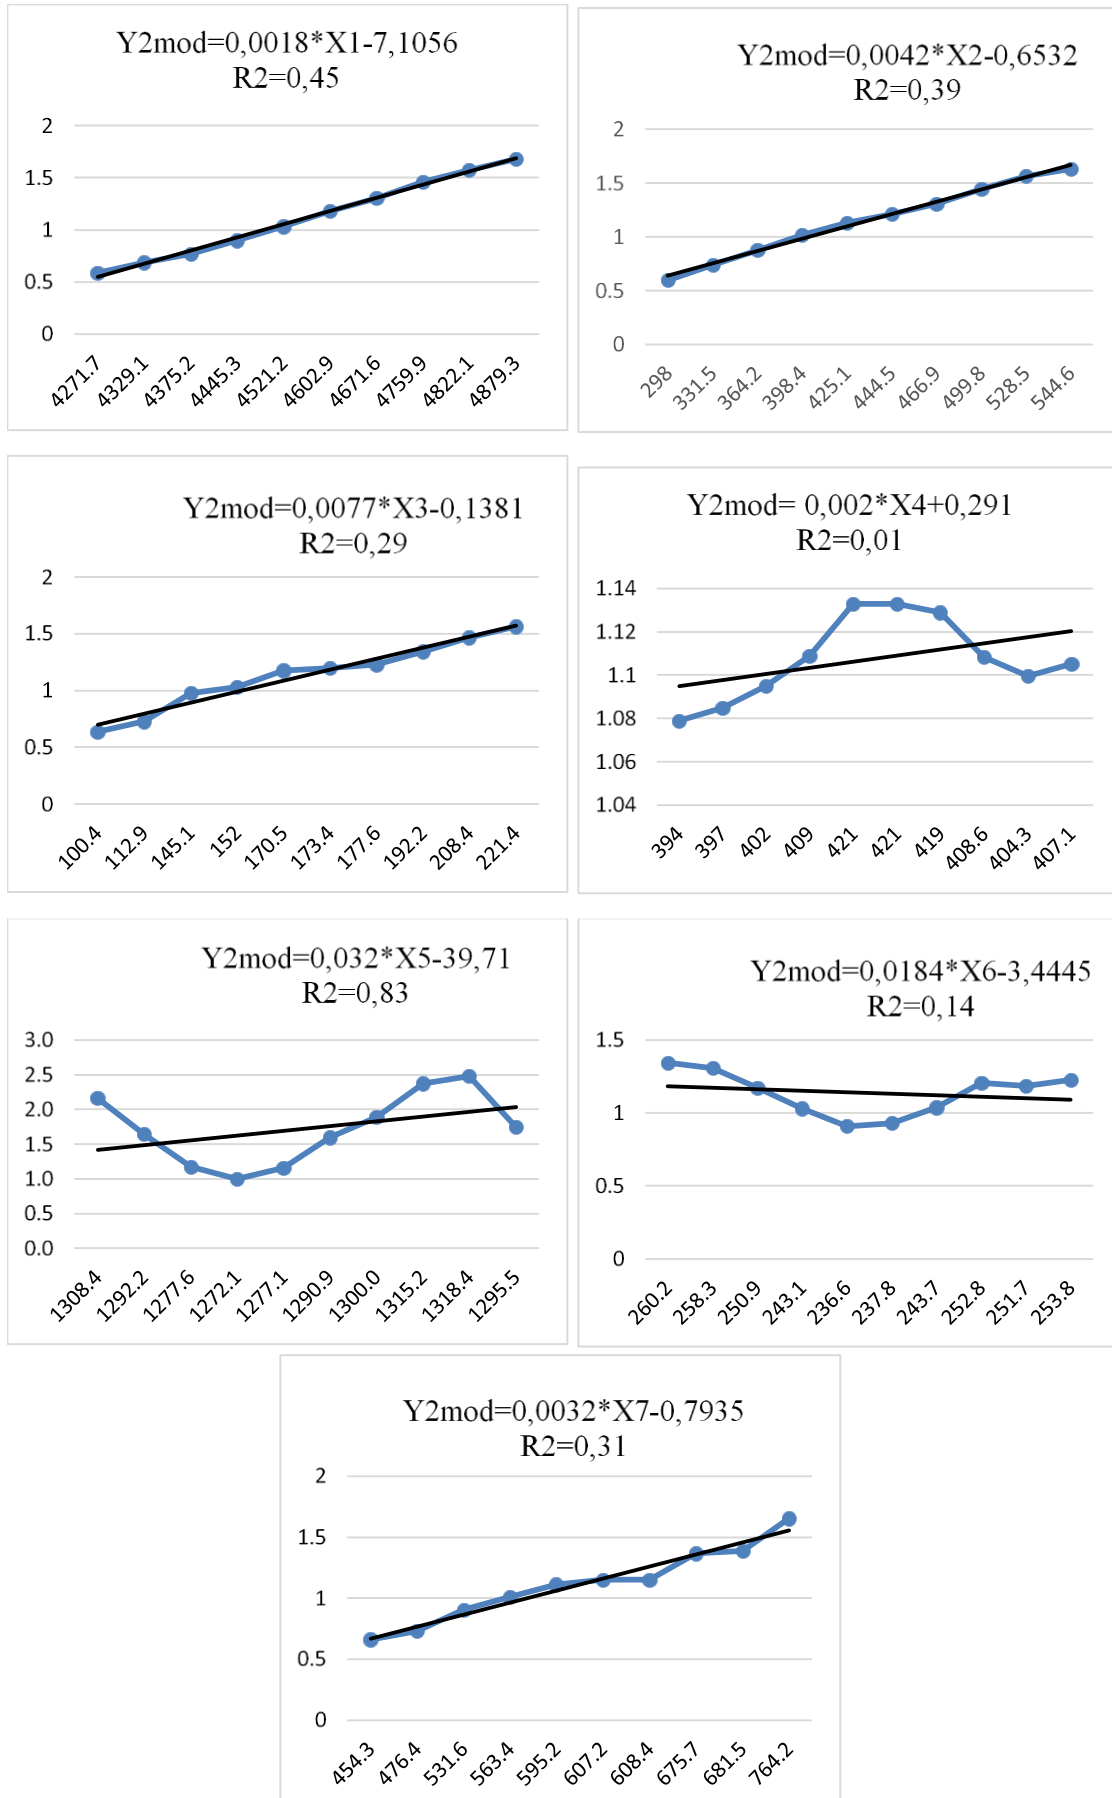 Y2mod=0,0018*X1-7,1056
R2=0,45
2
1.5
1
0.5
0
4271.7 4329.1 4375.2 4445.3 4521.2 4602.9 4671.6 4759.9 4822.1 4879.3
Y2mod=0,0042*X2-0,6532
R2=0,39
2
1.5
1
0.5
0
298 331.5 364.2 398.4 425.1 444.5 466.9 499.8 528.5 544.6
Y2mod=0,0077*X3-0,1381
R2=0,29
2
1.5
1
0.5
0
100.4 112.9 145.1 152 170.5 173.4 177.6 192.2 208.4 221.4
Y2mod= 0,002*X4+0,291
R2=0,01
1.14
1.12
1.1
1.08
1.06
1.04
394 397 402 409 421 421 419 408.6 404.3 407.1
Y2mod=0,032*X5-39,71
R2=0,83
3.0
2.5
2.0
1.5
1.0
0.5
0.0
1308.4 1292.2 1277.6 1272.1 1277.1 1290.9 1300.0 1315.2 1318.4 1295.5
Y2mod=0,0184*X6-3,4445
R2=0,14
1.5
1
0.5
0
260.2 258.3 250.9 243.1 236.6 237.8 243.7 252.8 251.7 253.8
Y2mod=0,0032*X7-0,7935
R2=0,31
2
1.5
1
0.5
0
454.3 476.4 531.6 563.4 595.2 607.2 608.4 675.7 681.5 764.2